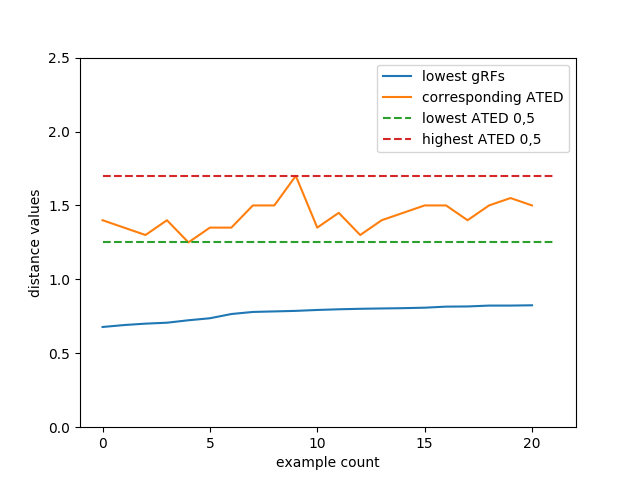 2.5
2.0
1.5
1.0
0.5
0.0
distance values
0
5
10
15
20
example count
lowest gRFs
corresponding ATED
lowest ATED 0,5
highest ATED 0,5